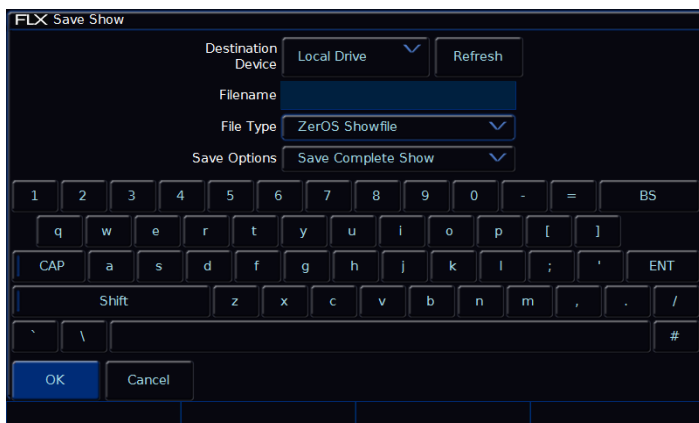 FLX Save Show
Destination Device Local Drive Refresh
Filename
File Type ZerOS Showfile
Save Options Save Complete Show
1 2 3 4 5 6 7 8 9 0 - = BS
q w e r t y u i o p [ ]
CAP a s d f g h j k l ; ' ENT
Shift z x c v b n m , . /
` \ #
OK Cancel